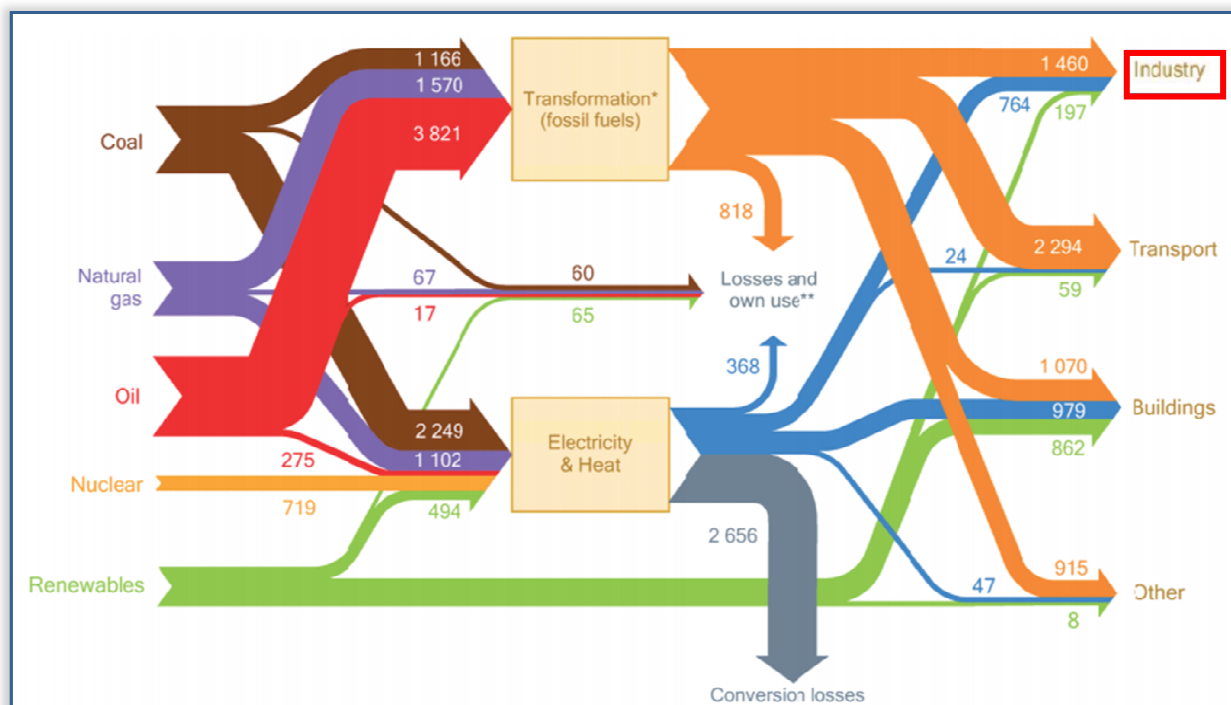 Coal
Natural
gas
Oil
Nuclear
Renewables
1 166
1 570
3 821
67
17
60
65
2 249
1 102
275
719
494
Transformation*
(fossil fuels)
Electricity
& Heat
818
Losses and
own use**
368
2 656
Conversion losses
1 460
764
197
Industry
2 294
24
59
Transport
1 070
979
862
Buildings
915
47
8
Other